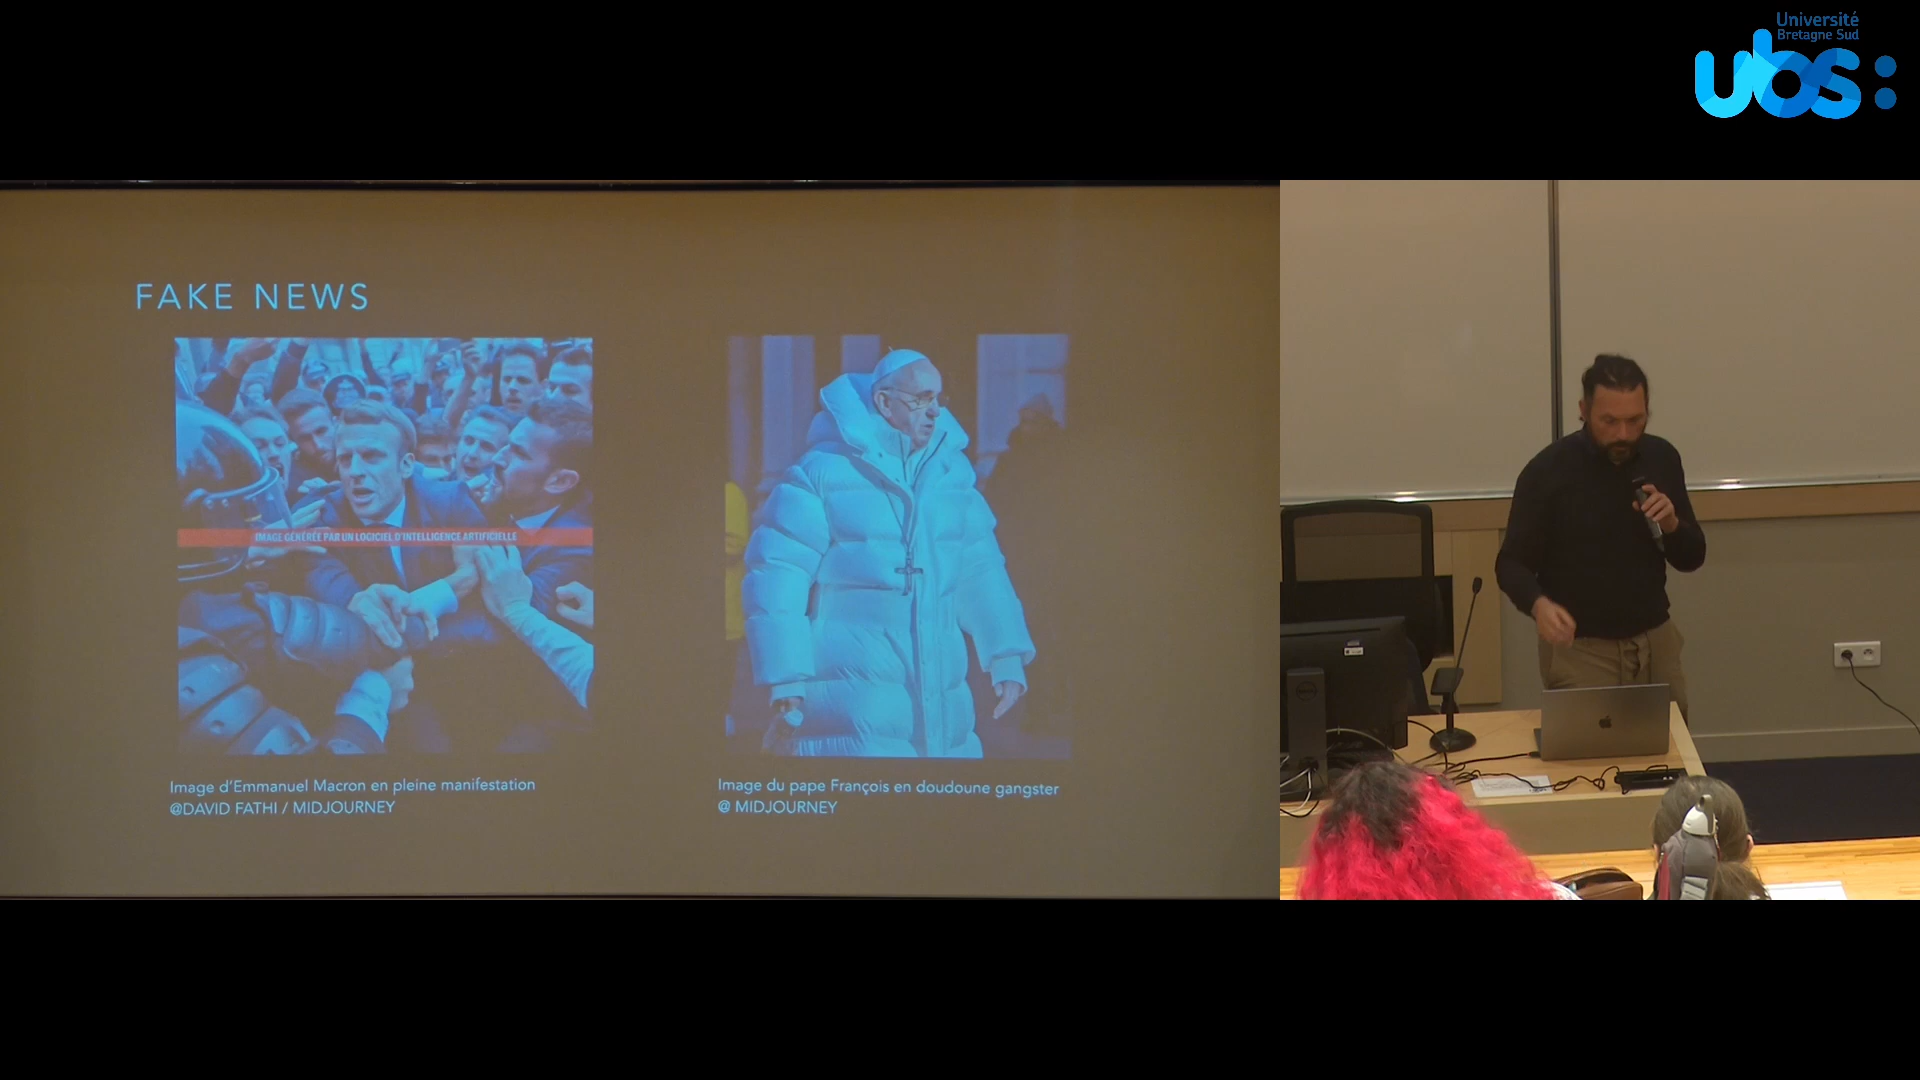 Université
Bretagne Sud
ubs:
FAKE NEWS
IMAGE GÉNÉRÉE PAR UN LOGICIEL D'INTELLIGENCE ARTIFICIELLE
Image d'Emmanuel Macron en pleine manifestation
@DAVID FATHI / MIDJOURNEY
Image du pape François en doudoune gangster
@ MIDJOURNEY